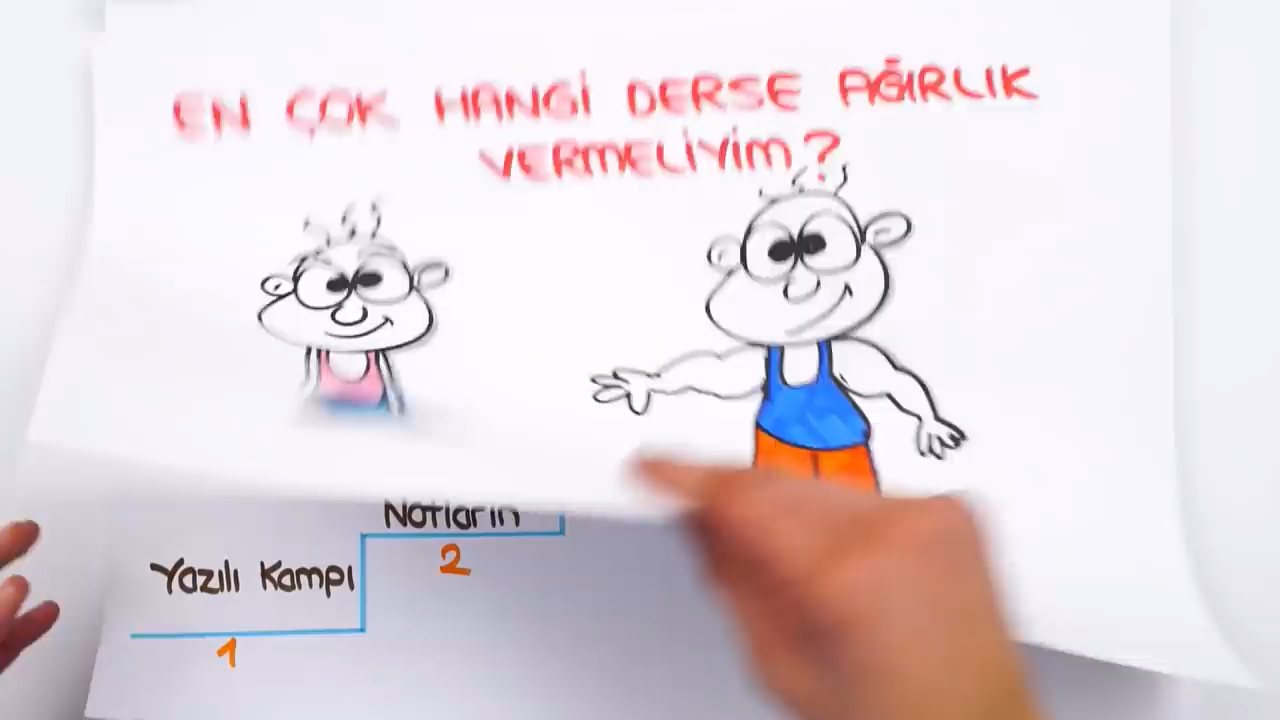 EN ÇOK HANGİ DERSE AĞIRLIK
VERMELİYİM?
Notların
2
Yazılı Kampı
1